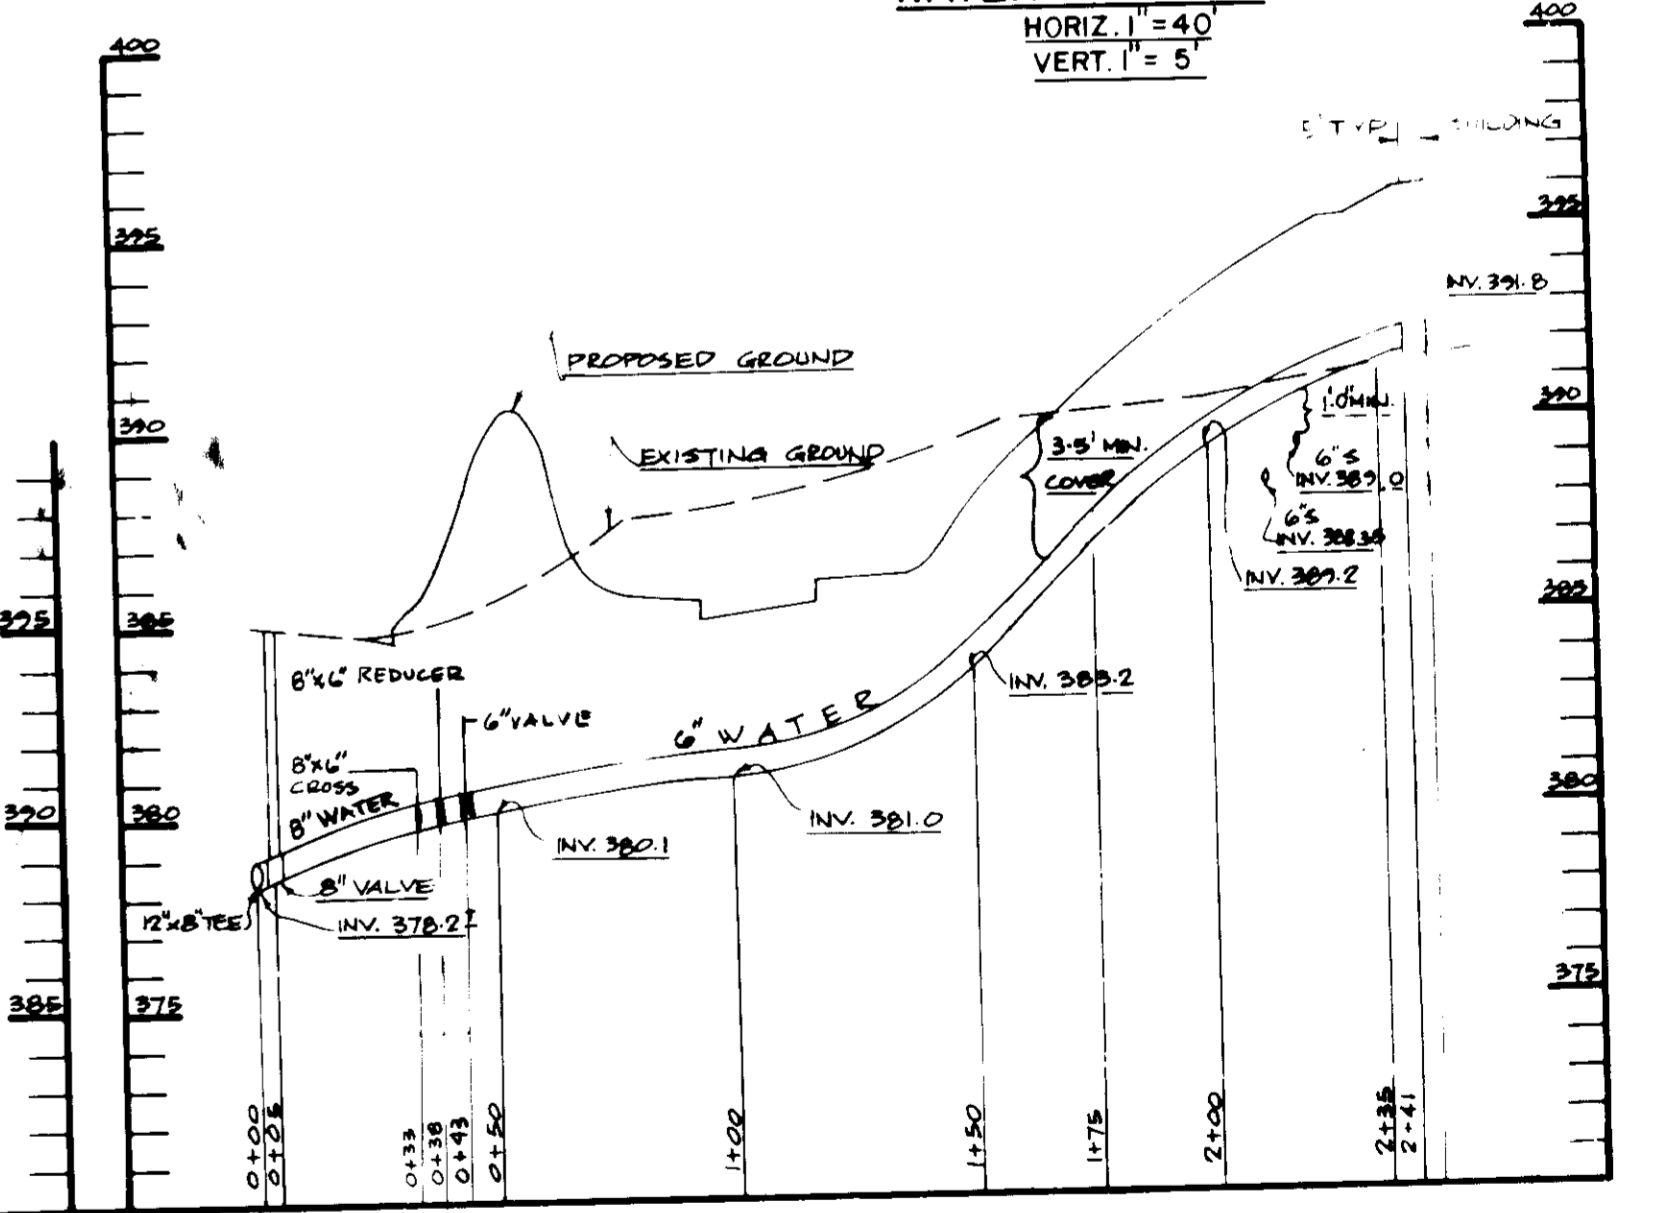 HORIZ. 1" = 40'
VERT. 1" = 5'
400
400
5' TYP.
BUILDING
395
395
INV. 391.8
PROPOSED GROUND
390
390
EXISTING GROUND
3.5' MIN.
COVER
1'.0" MIN.
6" S
INV. 389.0
6" S
INV. 389.2
395
385
385
8"x6" REDUCER
INV. 383.2
6" VALVE
6" WATER
8"x6"
CROSS
8" WATER
390
380
380
INV. 381.0
INV. 380.1
8" VALVE
12"x8" TEE
INV. 378.2±
385
375
375
0+00
0+05
0+33
0+38
0+43
0+50
1+00
1+50
1+75
2+00
2+35
2+41